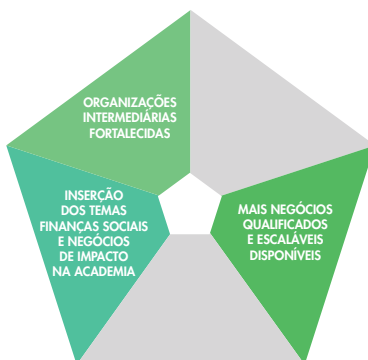 ORGANIZAÇÕES
INTERMEDIÁRIAS
FORTALECIDAS
INSERÇÃO
DOS TEMAS
FINANÇAS SOCIAIS
E NEGÓCIOS
DE IMPACTO
NA ACADEMIA
MAIS NEGÓCIOS
QUALIFICADOS
E ESCALÁVEIS
DISPONÍVEIS